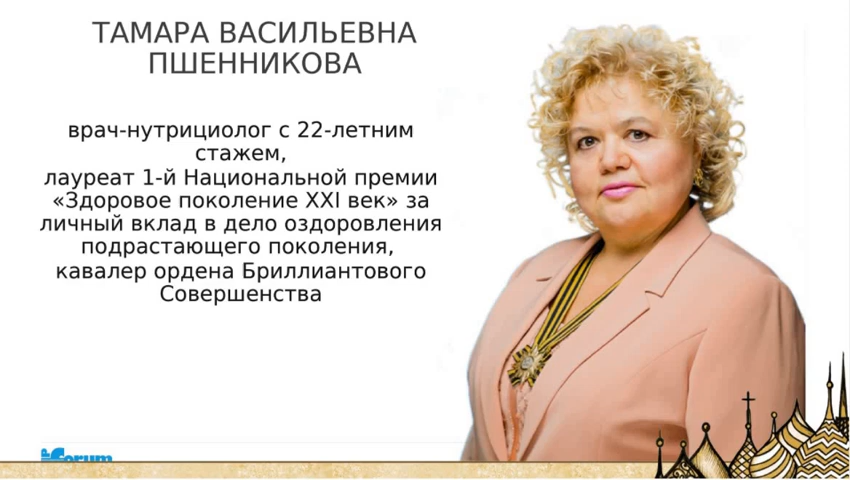 ТАМАРА ВАСИЛЬЕВНА
ПШЕННИКОВА
врач-нутрициолог с 22-летним
стажем,
лауреат 1-й Национальной премии
«Здоровое поколение XXI век» за
личный вклад в дело оздоровления
подрастающего поколения,
кавалер ордена Бриллиантового
Совершенства